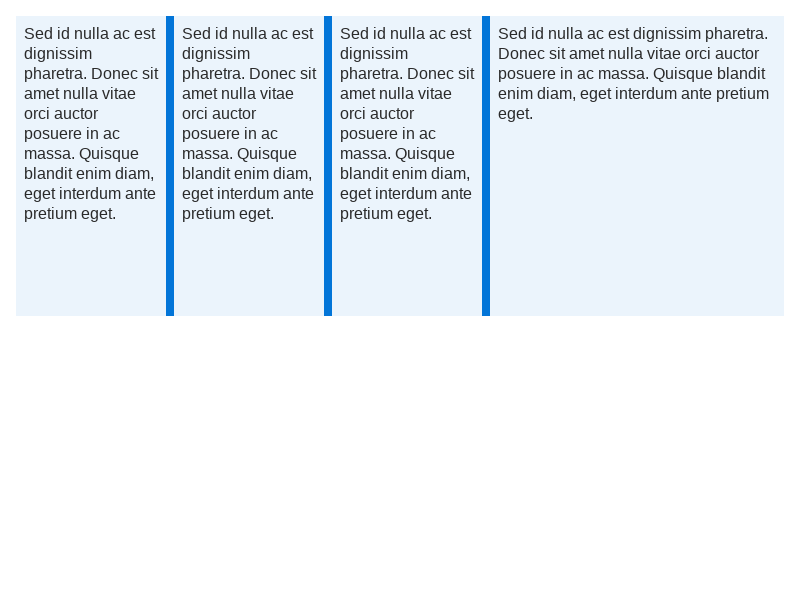 Sed id nulla ac est
dignissim
pharetra. Donec sit
amet nulla vitae
orci auctor
posuere in ac
massa. Quisque
blandit enim diam,
eget interdum ante
pretium eget.
Sed id nulla ac est
dignissim
pharetra. Donec sit
amet nulla vitae
orci auctor
posuere in ac
massa. Quisque
blandit enim diam,
eget interdum ante
pretium eget.
Sed id nulla ac est
dignissim
pharetra. Donec sit
amet nulla vitae
orci auctor
posuere in ac
massa. Quisque
blandit enim diam,
eget interdum ante
pretium eget.
Sed id nulla ac est dignissim pharetra.
Donec sit amet nulla vitae orci auctor
posuere in ac massa. Quisque blandit
enim diam, eget interdum ante pretium
eget.